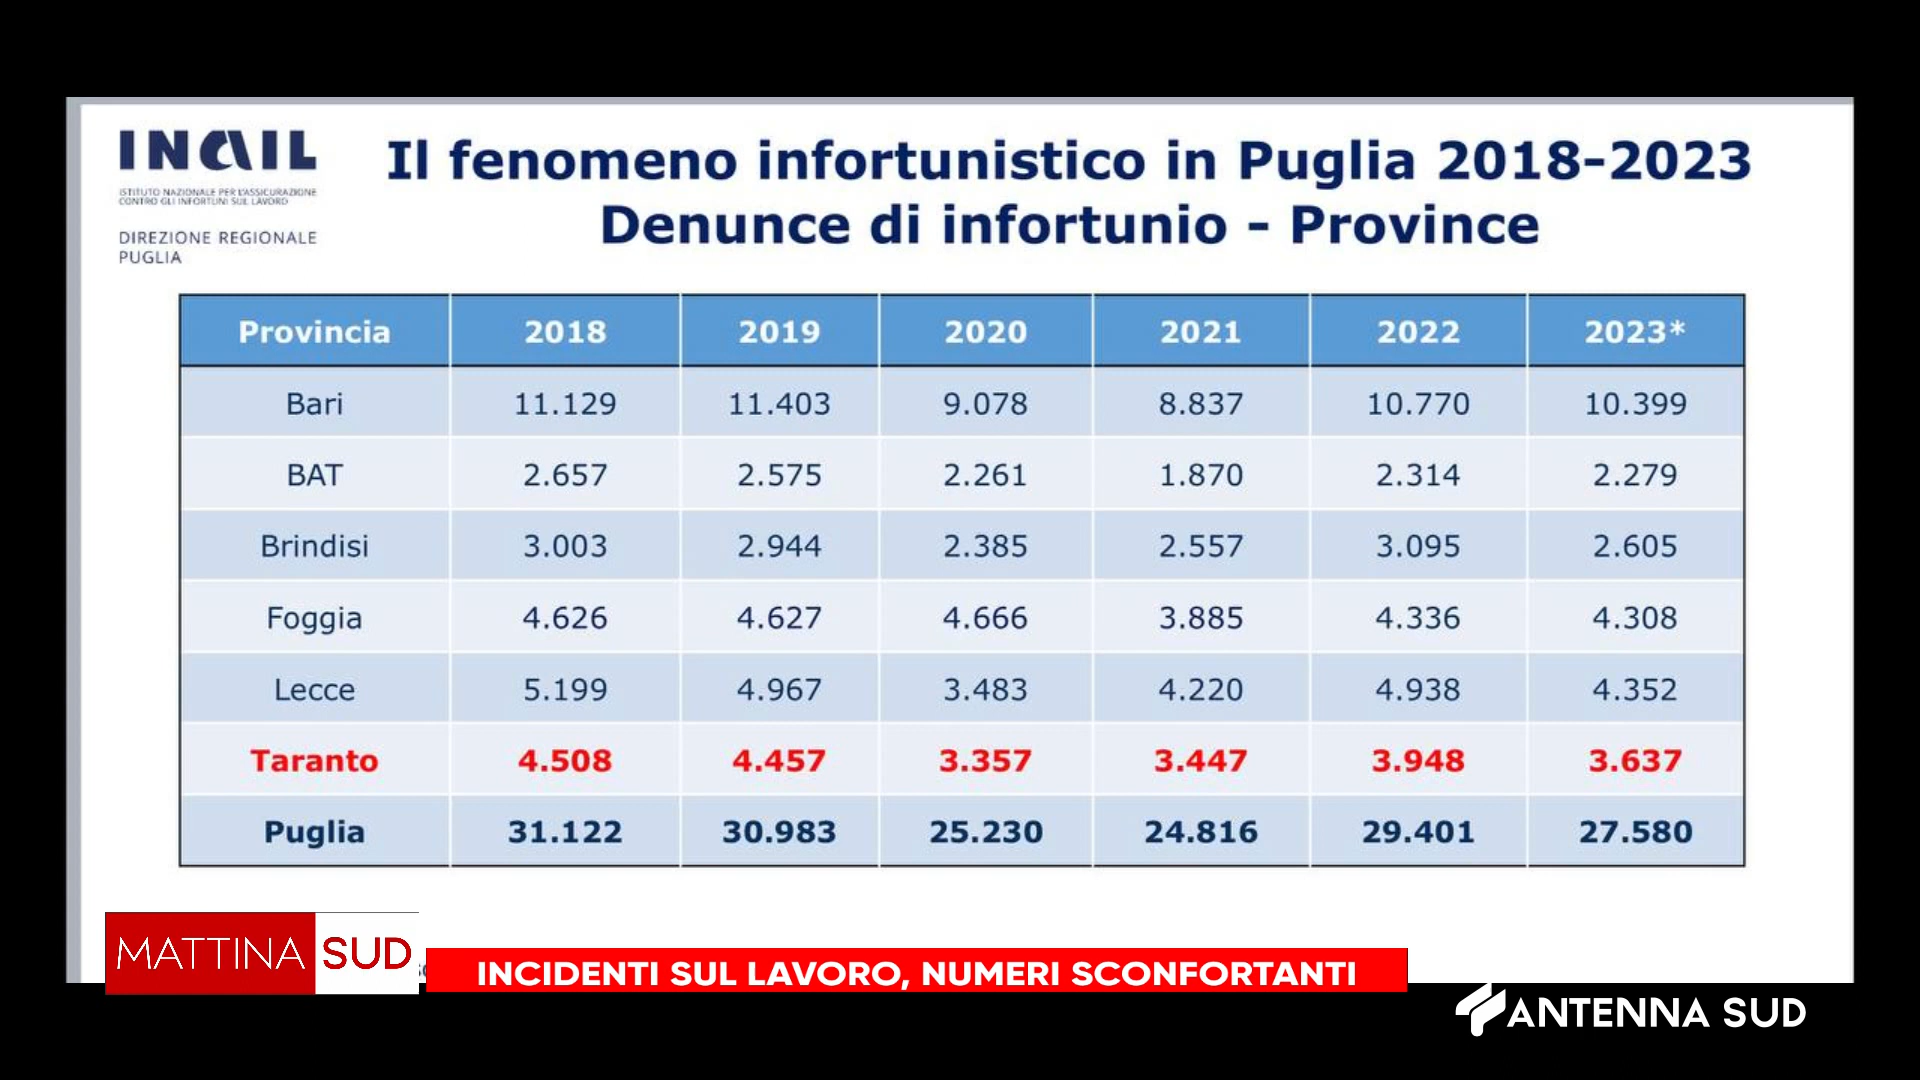 INAIL
ISTITUTO NAZIONALE PER L'ASSICURAZIONE
CONTRO GLI INFORTUNI SUL LAVORO
DIREZIONE REGIONALE
PUGLIA
Il fenomeno infortunistico in Puglia 2018-2023
Denunce di infortunio - Province
Provincia 2018 2019 2020 2021 2022 2023*
Bari 11.129 11.403 9.078 8.837 10.770 10.399
BAT 2.657 2.575 2.261 1.870 2.314 2.279
Brindisi 3.003 2.944 2.385 2.557 3.095 2.605
Foggia 4.626 4.627 4.666 3.885 4.336 4.308
Lecce 5.199 4.967 3.483 4.220 4.938 4.352
Taranto 4.508 4.457 3.357 3.447 3.948 3.637
Puglia 31.122 30.983 25.230 24.816 29.401 27.580
MATTINA SUD
INCIDENTI SUL LAVORO, NUMERI SCONFORTANTI
ANTENNA SUD